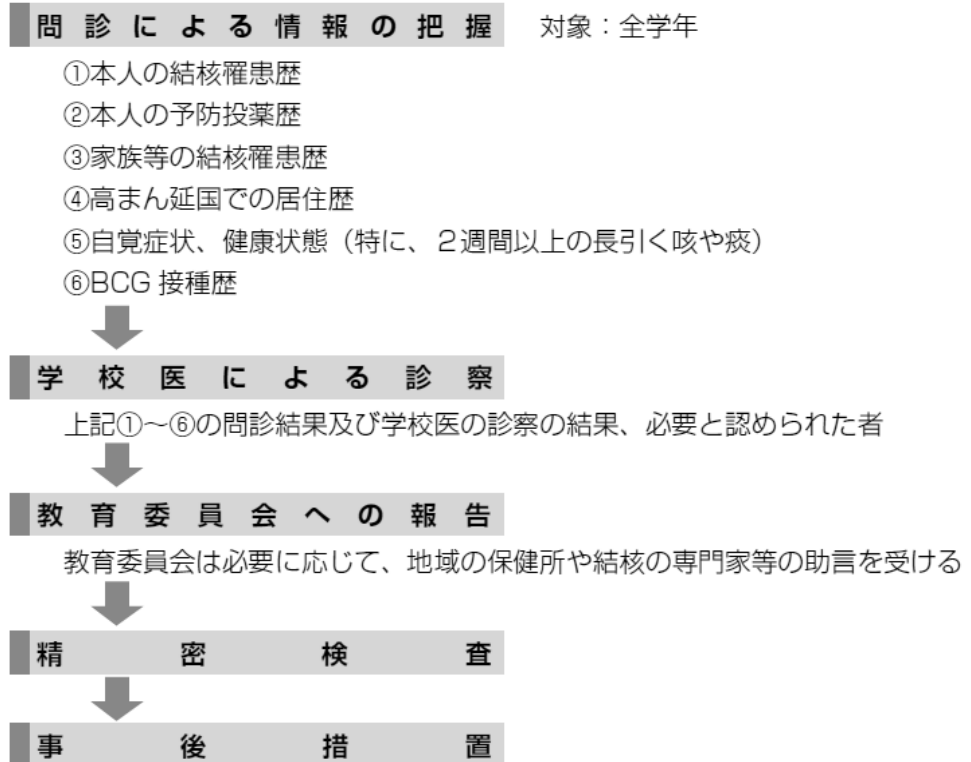 問診による情報の把握　対象：全学年
①本人の結核罹患歴
②本人の予防投薬歴
③家族等の結核罹患歴
④高まん延国での居住歴
⑤自覚症状、健康状態（特に、２週間以上の長引く咳や痰）
⑥BCG 接種歴
学校医による診察
上記①～⑥の問診結果及び学校医の診察の結果、必要と認められた者
教育委員会への報告
教育委員会は必要に応じて、地域の保健所や結核の専門家等の助言を受ける
精密検査
事後措置